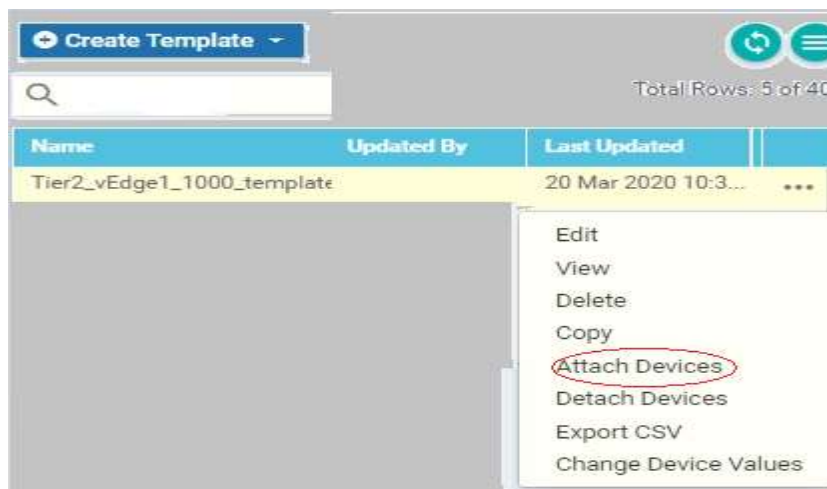 Create Template
Total Rows: 5 of 40
Name Updated By Last Updated
Tier2_vEdge1_1000_template 20 Mar 2020 10:3... ...
Edit
View
Delete
Copy
Attach Devices
Detach Devices
Export CSV
Change Device Values